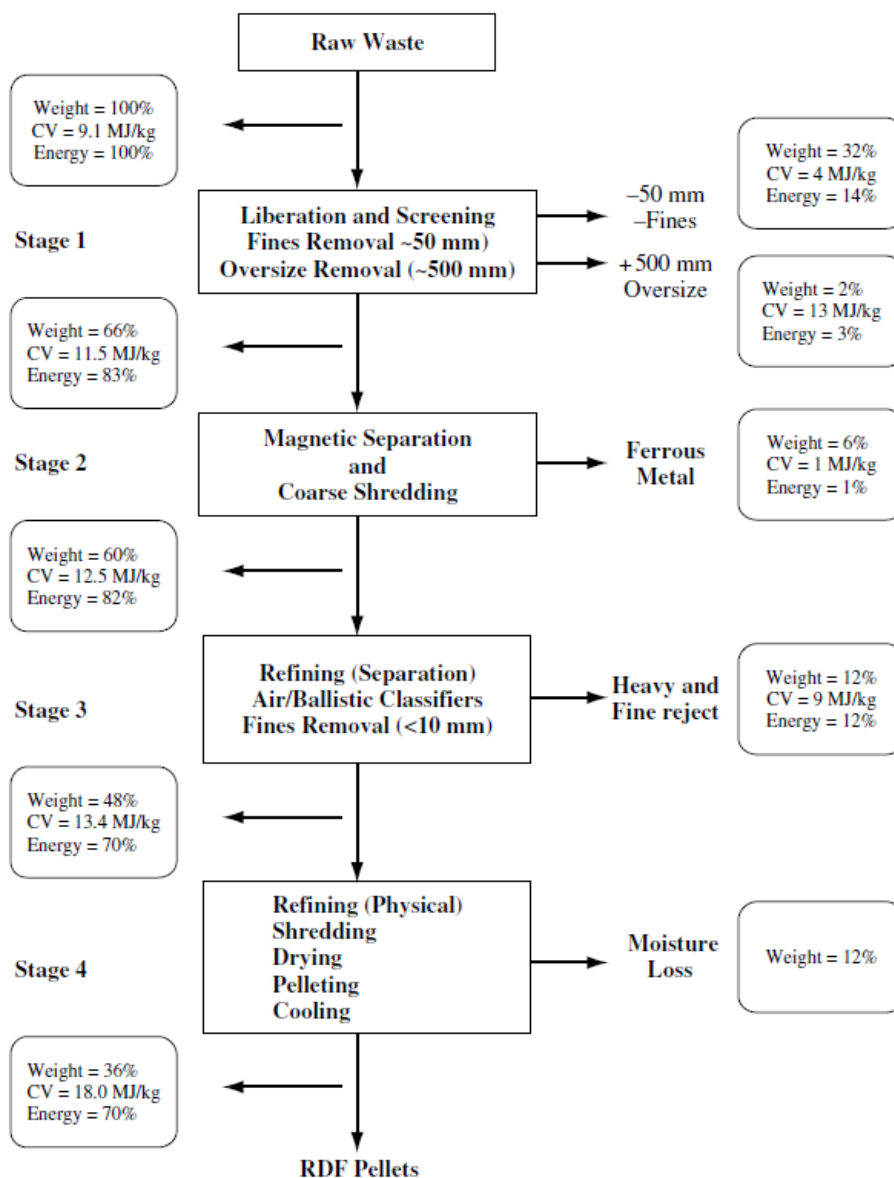 Raw Waste
Weight = 100%
CV = 9.1 MJ/kg
Energy = 100%
Stage 1
Liberation and Screening
Fines Removal ~50 mm)
Oversize Removal (~500 mm)
–50 mm
–Fines
+500 mm
Oversize
Weight = 32%
CV = 4 MJ/kg
Energy = 14%
Weight = 2%
CV = 13 MJ/kg
Energy = 3%
Weight = 66%
CV = 11.5 MJ/kg
Energy = 83%
Stage 2
Magnetic Separation
and
Coarse Shredding
Ferrous
Metal
Weight = 6%
CV = 1 MJ/kg
Energy = 1%
Weight = 60%
CV = 12.5 MJ/kg
Energy = 82%
Stage 3
Refining (Separation)
Air/Ballistic Classifiers
Fines Removal (<10 mm)
Heavy and
Fine reject
Weight = 12%
CV = 9 MJ/kg
Energy = 12%
Weight = 48%
CV = 13.4 MJ/kg
Energy = 70%
Stage 4
Refining (Physical)
Shredding
Drying
Pelleting
Cooling
Moisture
Loss
Weight = 12%
Weight = 36%
CV = 18.0 MJ/kg
Energy = 70%
RDF Pellets